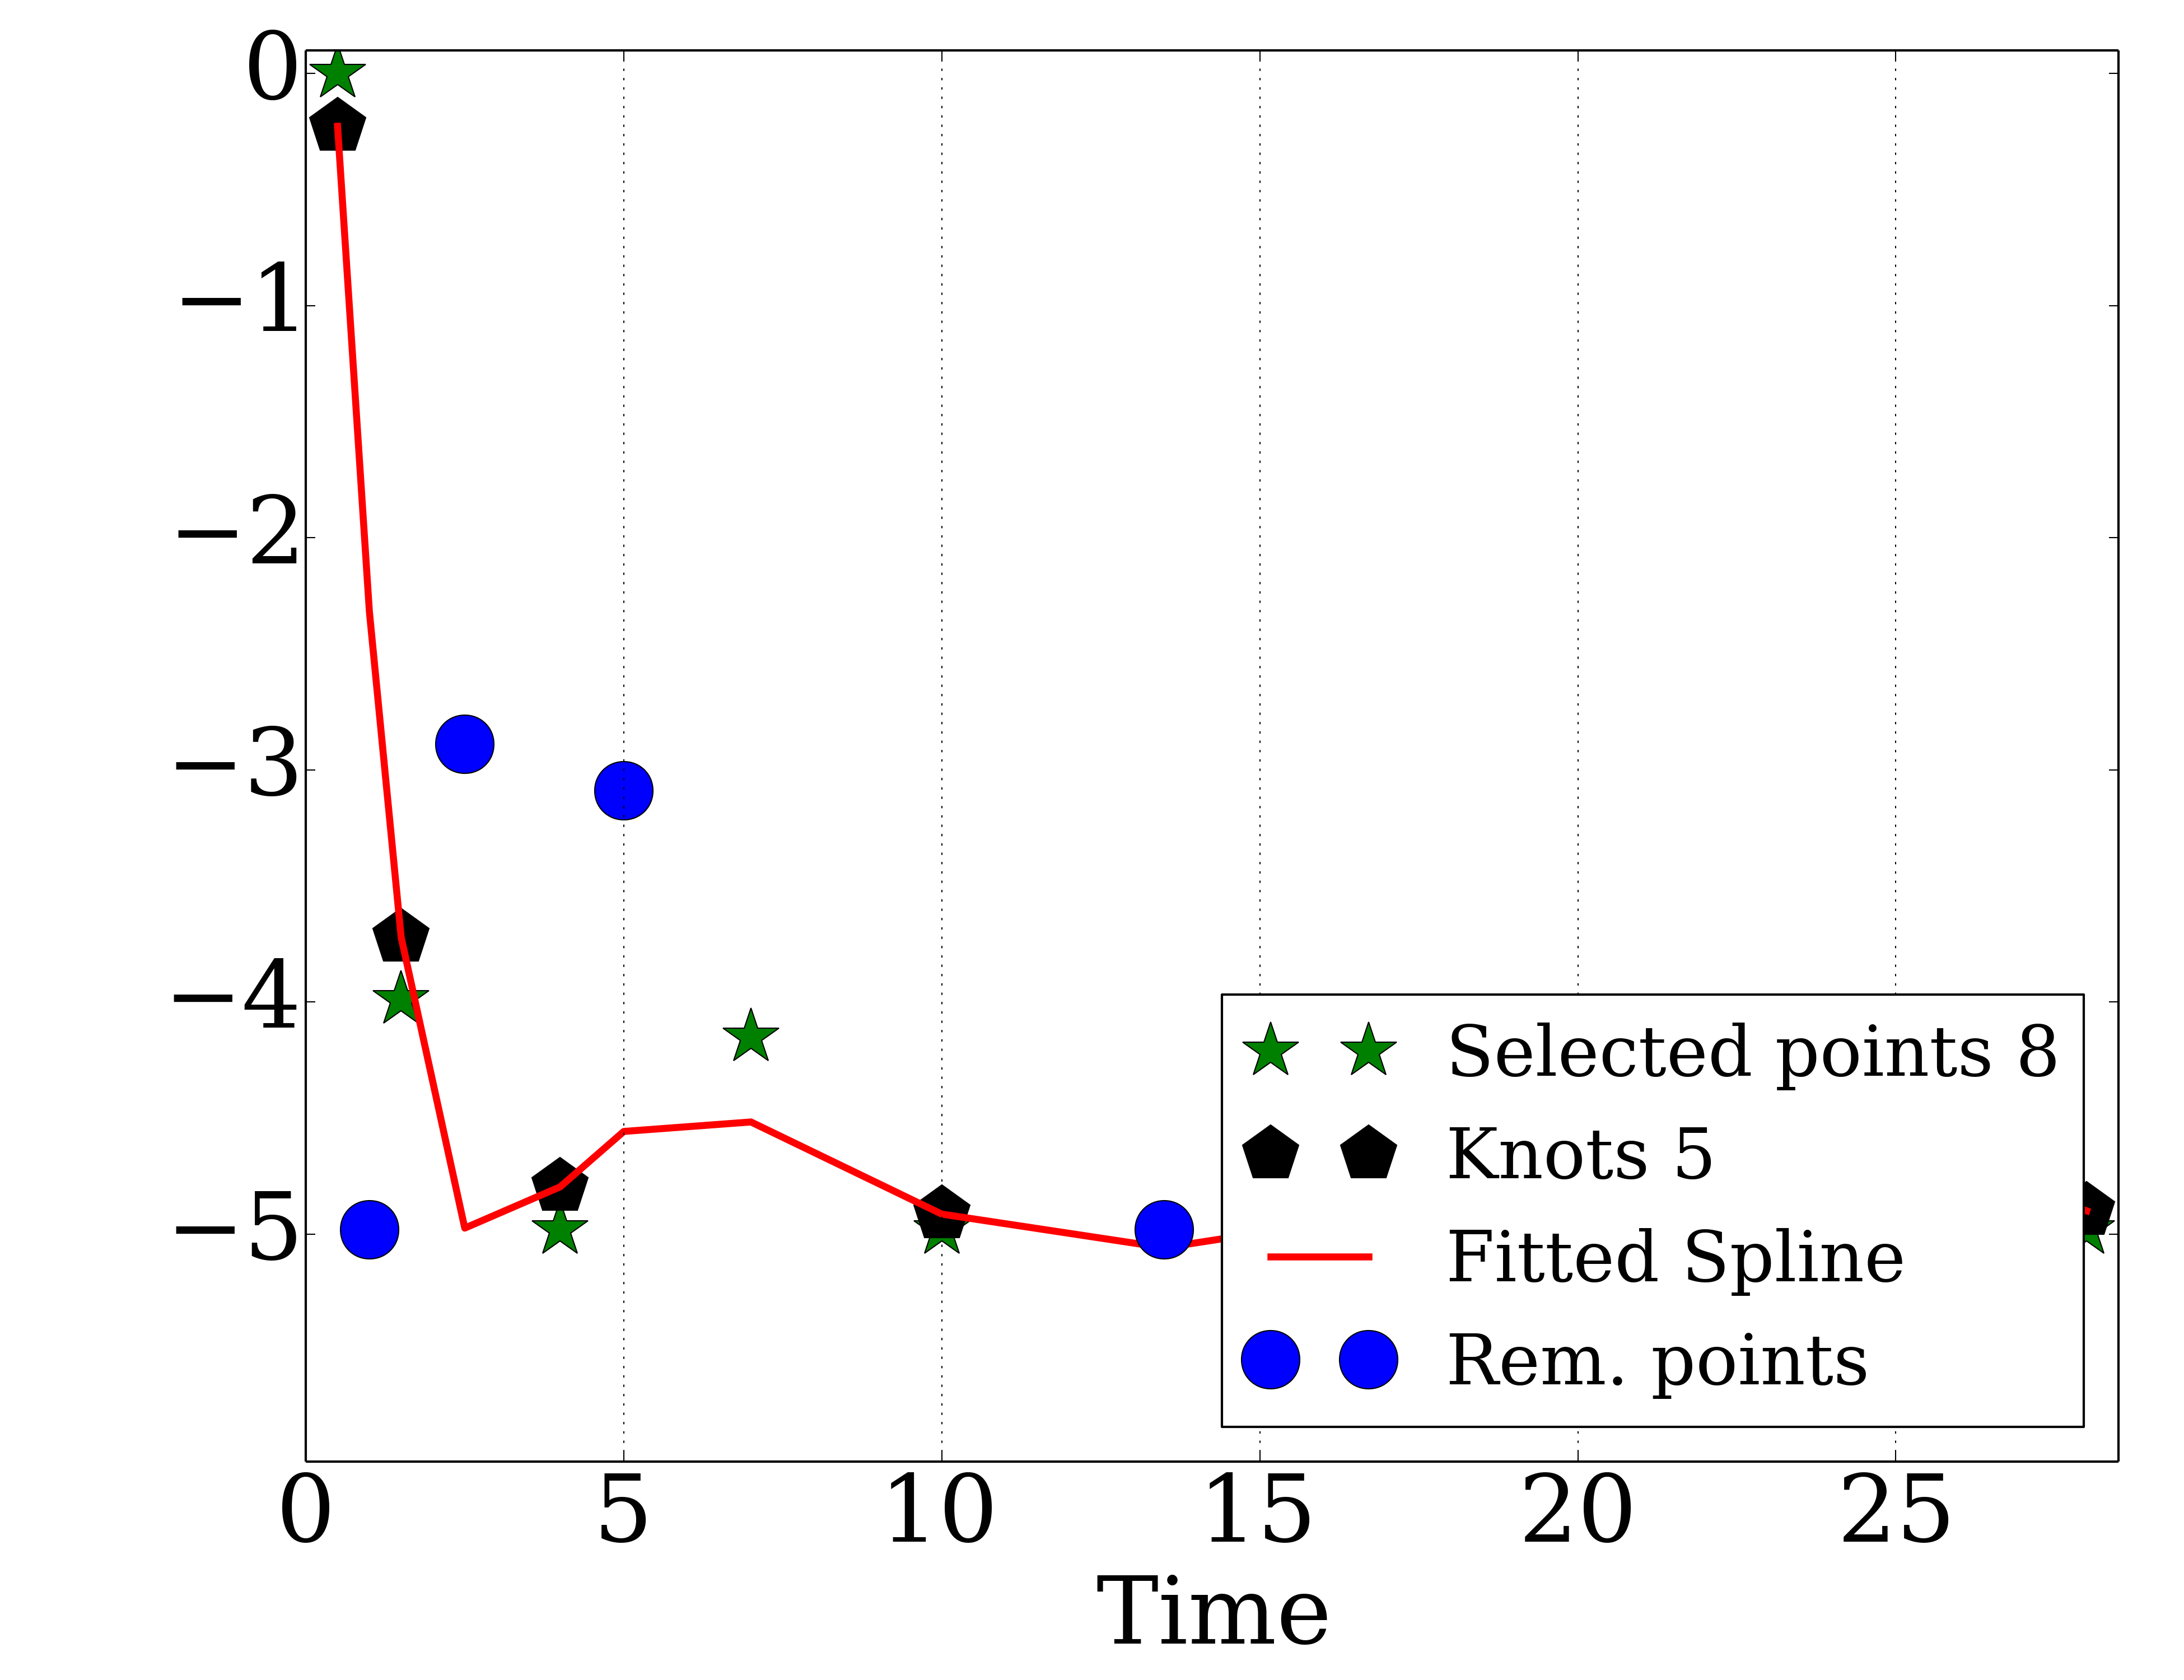 0
−1
−2
−3
−4
−5
Selected points 8
Knots 5
Fitted Spline
Rem. points
0 5 10 15 20 25
Time